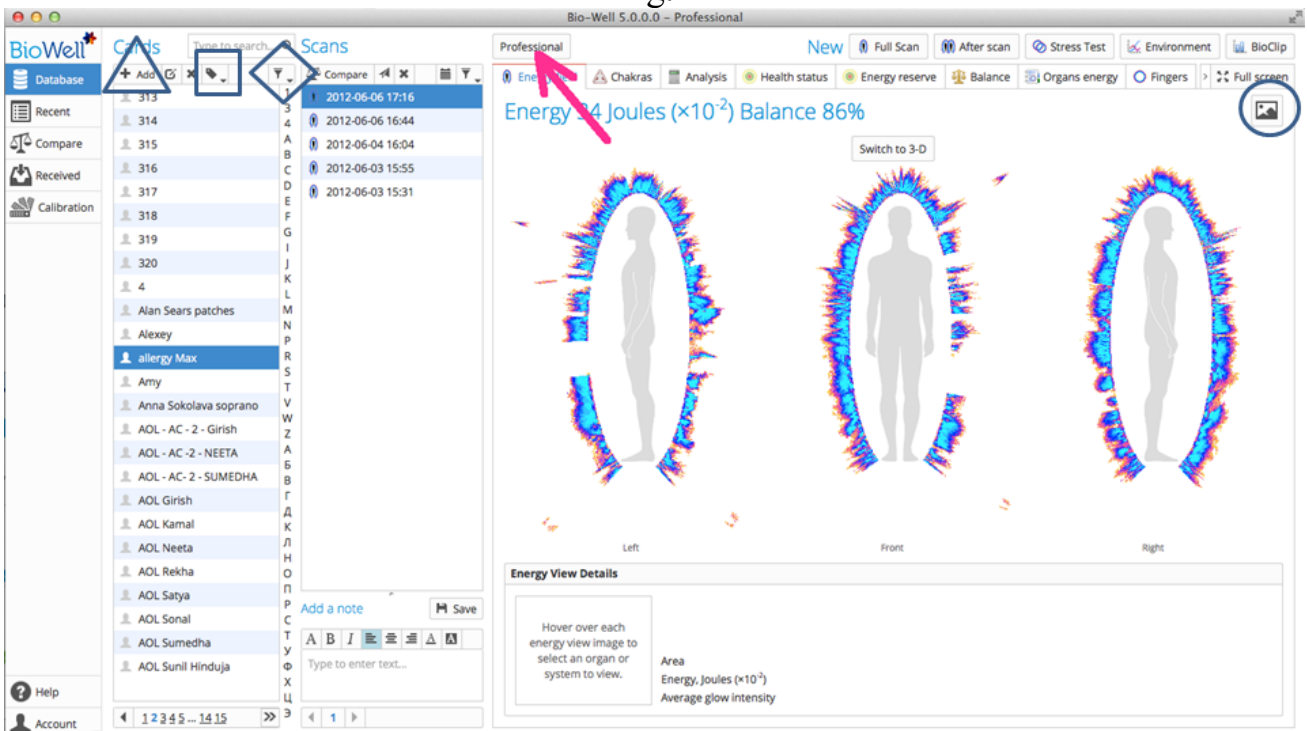 Bio-Well 5.0.0.0 – Professional
BioWell
Database
Recent
Compare
Received
Calibration
Help
Account
Cards
Type to search..
Add
313
314
315
316
317
318
319
320
4
Alan Sears patches
Alexey
allergy Max
Amy
Anna Sokolava soprano
AOL - AC - 2 - Girish
AOL - AC -2 - NEETA
AOL - AC- 2 - SUMEDHA
AOL Girish
AOL Kamal
AOL Neeta
AOL Rekha
AOL Satya
AOL Sonal
AOL Sumedha
AOL Sunil Hinduja
1 2 3 4 5 ... 14 15
1
3
4
A
B
C
D
E
F
G
I
J
K
L
M
N
P
R
S
T
V
W
Z
А
Б
В
Г
Д
К
Л
Н
О
П
Р
С
Т
У
Ф
Х
Ц
Э
Scans
Compare
2012-06-06 17:16
2012-06-06 16:44
2012-06-04 16:04
2012-06-03 15:55
2012-06-03 15:31
Add a note
Save
A B I A A
Type to enter text...
1
Professional
New Full Scan After scan Stress Test Environment BioClip
Chakras Analysis Health status Energy reserve Balance Organs energy Fingers Full screen
Energy 34 Joules (×10⁻²) Balance 86%
Switch to 3-D
Left Front Right
Energy View Details
Hover over each
energy view image to
select an organ or
system to view.
Area
Energy, Joules (×10⁻²)
Average glow intensity